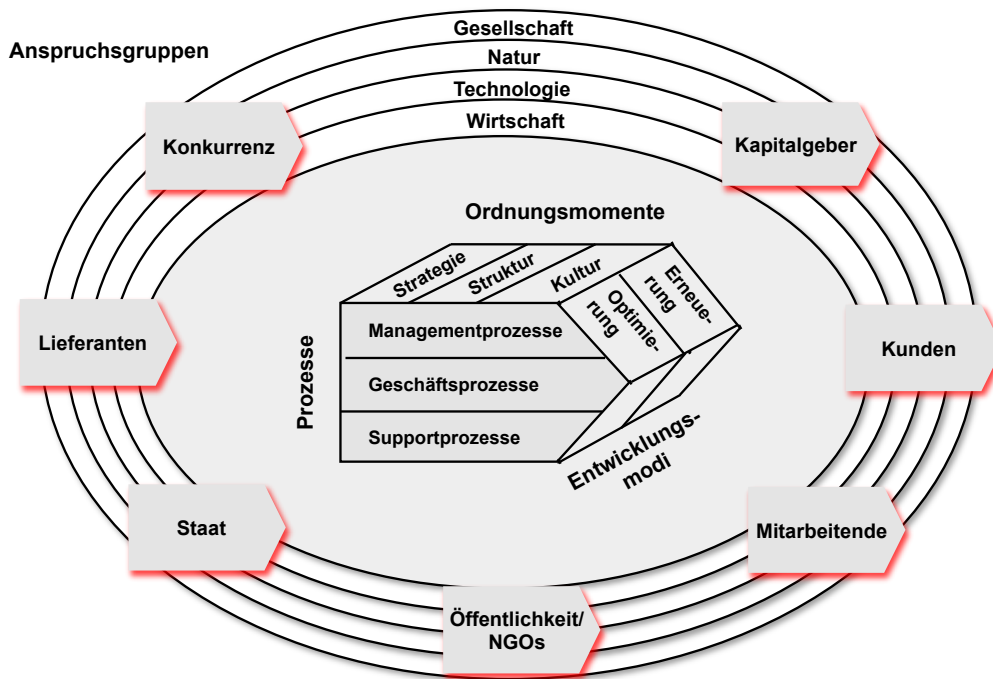 Gesellschaft
Anspruchsgruppen
Natur
Technologie
Wirtschaft
Konkurrenz
Kapitalgeber
Ordnungsmomente
Strategie
Struktur
Kultur
Erneue-
rung
Optimie-
rung
Prozesse
Managementprozesse
Geschäftsprozesse
Supportprozesse
Entwicklungs-
modi
Lieferanten
Kunden
Staat
Mitarbeitende
Öffentlichkeit/
NGOs